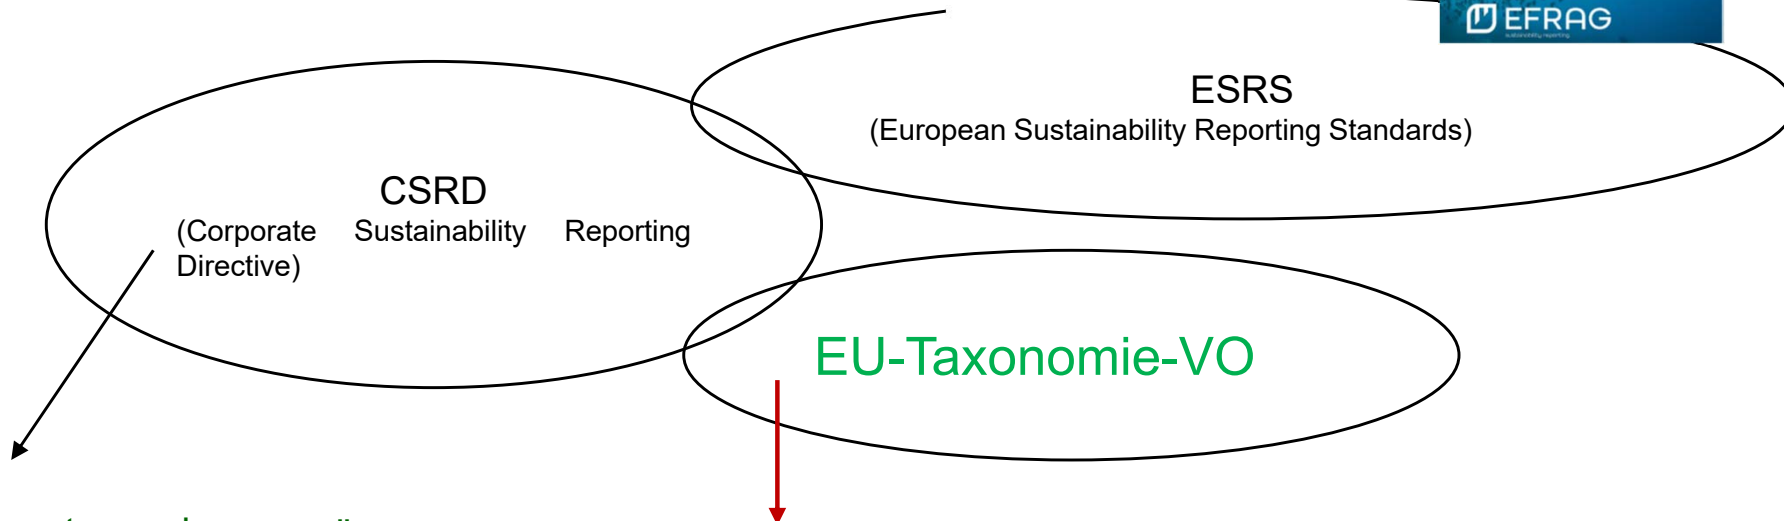 EFRAG
ESRS
(European Sustainability Reporting Standards)
CSRD
(Corporate Sustainability Reporting
Directive)
EU-Taxonomie-VO